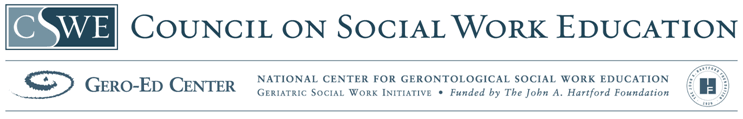 CSWE COUNCIL ON SOCIAL WORK EDUCATION
GERO-ED CENTER
NATIONAL CENTER FOR GERONTOLOGICAL SOCIAL WORK EDUCATION
GERIATRIC SOCIAL WORK INITIATIVE • Funded by The John A. Hartford Foundation